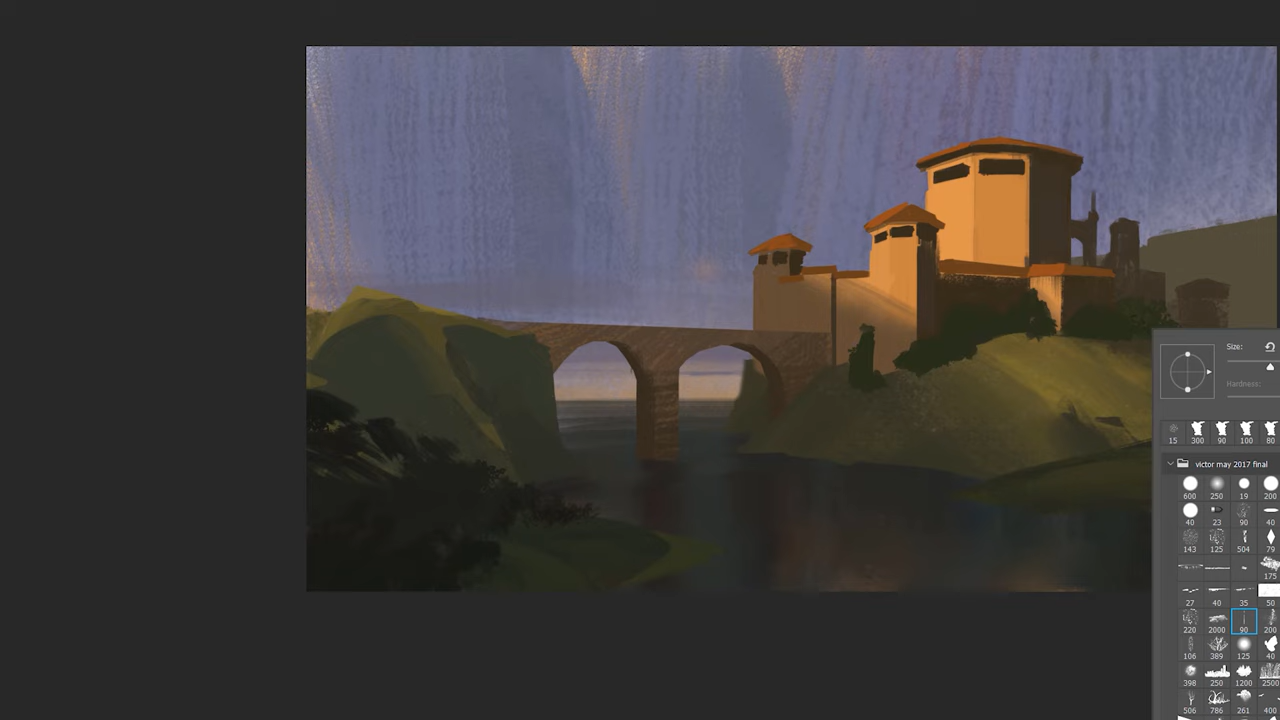 Size:
Hardness:
15 300 90 100 80
victor may 2017 final
600 250 19 200
40 23 90 40
143 125 504 79
175
27 40 35 50
220 2000 90 200
106 389 125 40
398 250 1200 2500
506 786 261 400